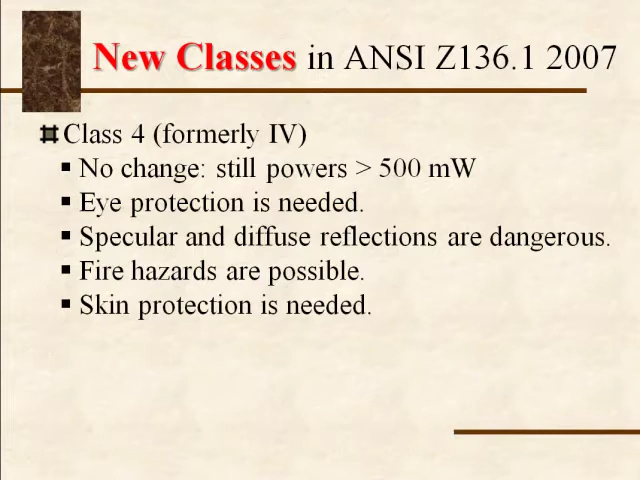 New Classes in ANSI Z136.1 2007
Class 4 (formerly IV)
No change: still powers > 500 mW
Eye protection is needed.
Specular and diffuse reflections are dangerous.
Fire hazards are possible.
Skin protection is needed.